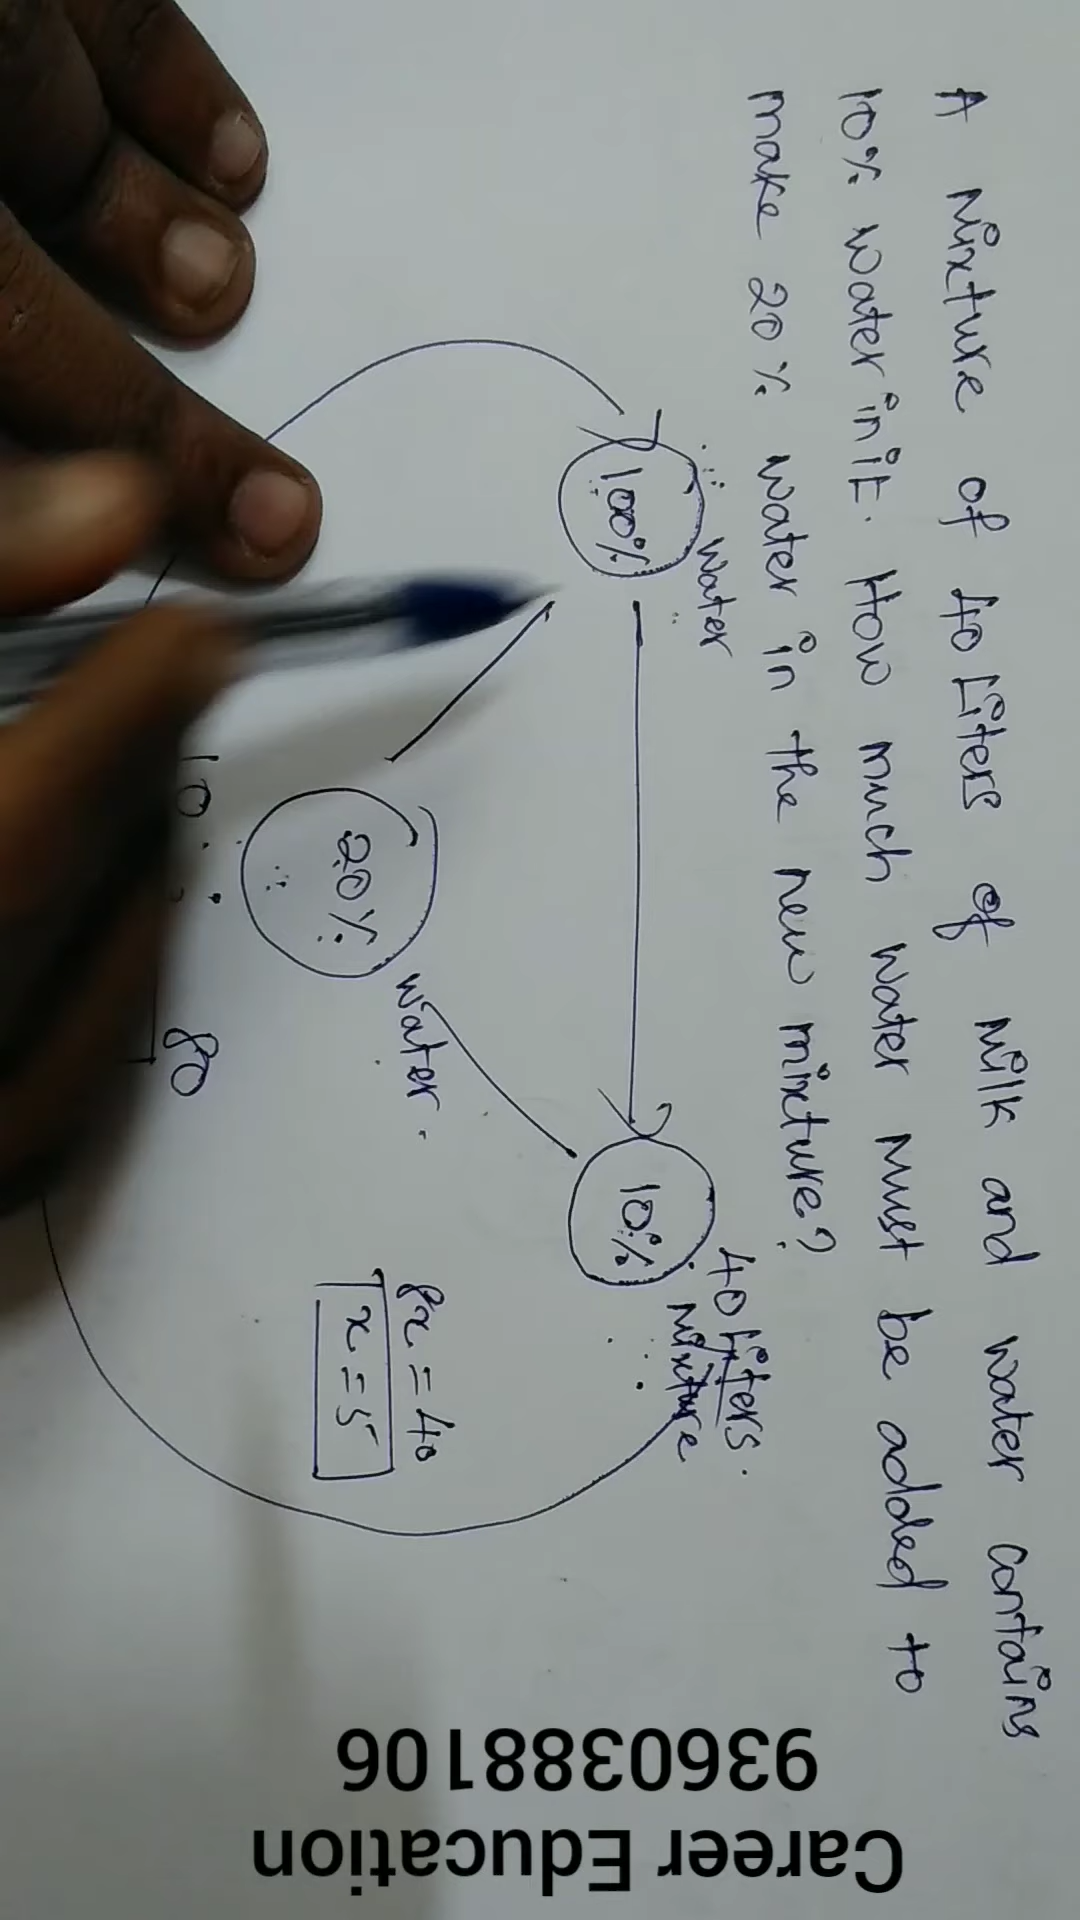 A Mixture of 40 Liters of Milk and water contains
10% water in it. How much water must be added to
make 20% water in the new mixture?
water
100%
40 Liters.
Mixture
10%
20%
water.
8x = 40
x = 5
10 :
80
Career Education
9360388106